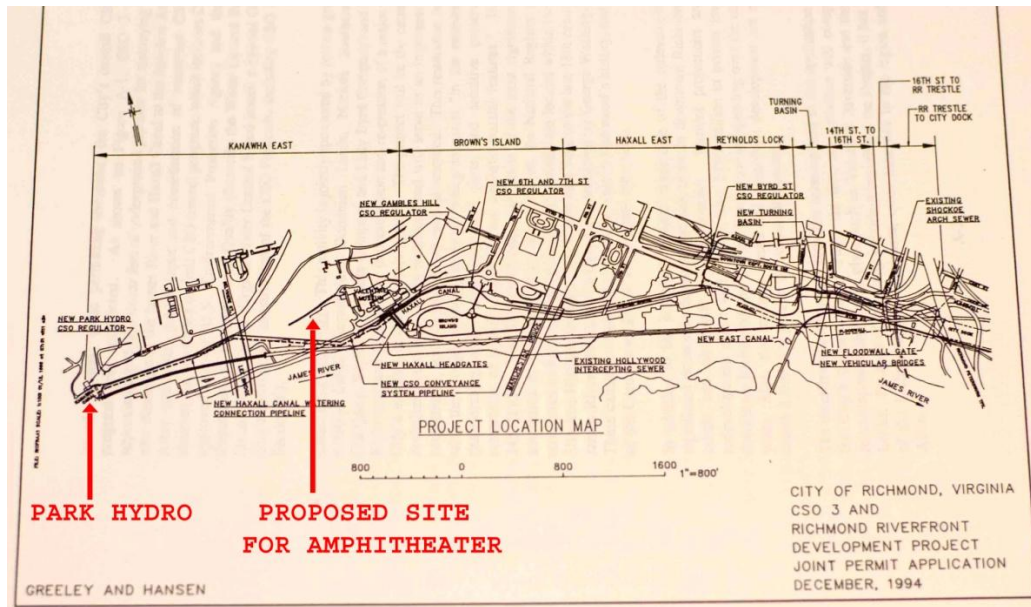 16TH ST TO
RR TRESTLE
TURNING
BASIN
RR TRESTLE
TO CITY DOCK
14TH ST. TO
16TH ST.
KANAWHA EAST
BROWN'S ISLAND
HAXALL EAST
REYNOLDS LOCK
NEW 6TH AND 7TH ST
CSO REGULATOR
NEW GAMBLES HILL
CSO REGULATOR
NEW BYRD ST
CSO REGULATOR
NEW TURNING
BASIN
EXISTING
SHOCKOE
ARCH SEWER
HAXALL
CANAL
BROWNS
ISLAND
NEW PARK HYDRO
CSO REGULATOR
NEW HAXALL HEADGATES
EXISTING HOLLYWOOD
INTERCEPTING SEWER
NEW EAST CANAL
NEW FLOODWALL GATE
NEW VEHICULAR BRIDGES
JAMES RIVER
NEW CSO CONVEYANCE
SYSTEM PIPELINE
JAMES RIVER
NEW HAXALL CANAL WATERING
CONNECTION PIPELINE
PROJECT LOCATION MAP
800 0 800 1600 1"=800'
PARK HYDRO
PROPOSED SITE
FOR AMPHITHEATER
CITY OF RICHMOND, VIRGINIA
CSO 3 AND
RICHMOND RIVERFRONT
DEVELOPMENT PROJECT
JOINT PERMIT APPLICATION
DECEMBER, 1994
GREELEY AND HANSEN